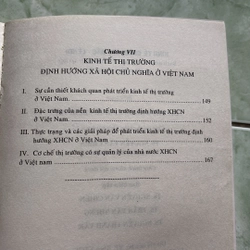 Chương VII
KINH TẾ THỊ TRƯỜNG
ĐỊNH HƯỚNG XÃ HỘI CHỦ NGHĨA Ở VIỆT NAM
I. Sự cần thiết khách quan phát triển kinh tế thị trường
ở Việt Nam 149
II. Đặc trưng của nền kinh thị trường định hướng XHCN
ở Việt Nam 152
III. Thực trạng và các giải pháp để phát triển kinh tế thị trường định
hướng XHCN ở Việt Nam 160
IV. Cơ chế thị trường có sự quản lý của nhà nước XHCN
ở Việt nam 167